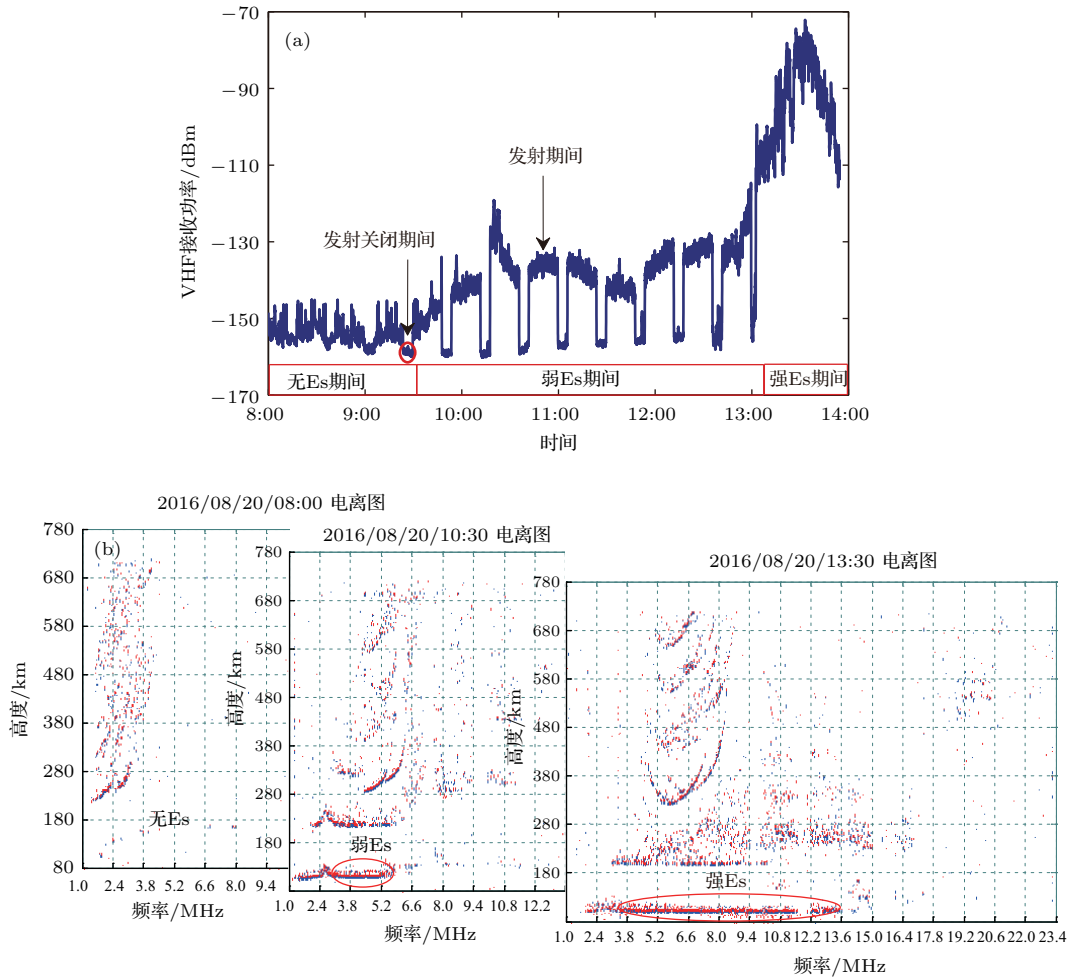 (a)
−70
−90
−110
−130
−150
−170
VHF接收功率/dBm
发射期间
发射关闭期间
无Es期间
弱Es期间
强Es期间
8:00 9:00 10:00 11:00 12:00 13:00 14:00
时间
2016/08/20/08:00 电离图
(b)
780
680
580
480
380
280
180
80
高度/km
无Es
1.0 2.4 3.8 5.2 6.6 8.0 9.4
频率/MHz
2016/08/20/10:30 电离图
780
680
580
480
380
280
180
80
高度/km
弱Es
1.0 2.4 3.8 5.2 6.6 8.0 9.4 10.8 12.2
频率/MHz
2016/08/20/13:30 电离图
780
680
580
480
380
280
180
高度/km
强Es
1.0 2.4 3.8 5.2 6.6 8.0 9.4 10.8 12.2 13.6 15.0 16.4 17.8 19.2 20.6 22.0 23.4
频率/MHz